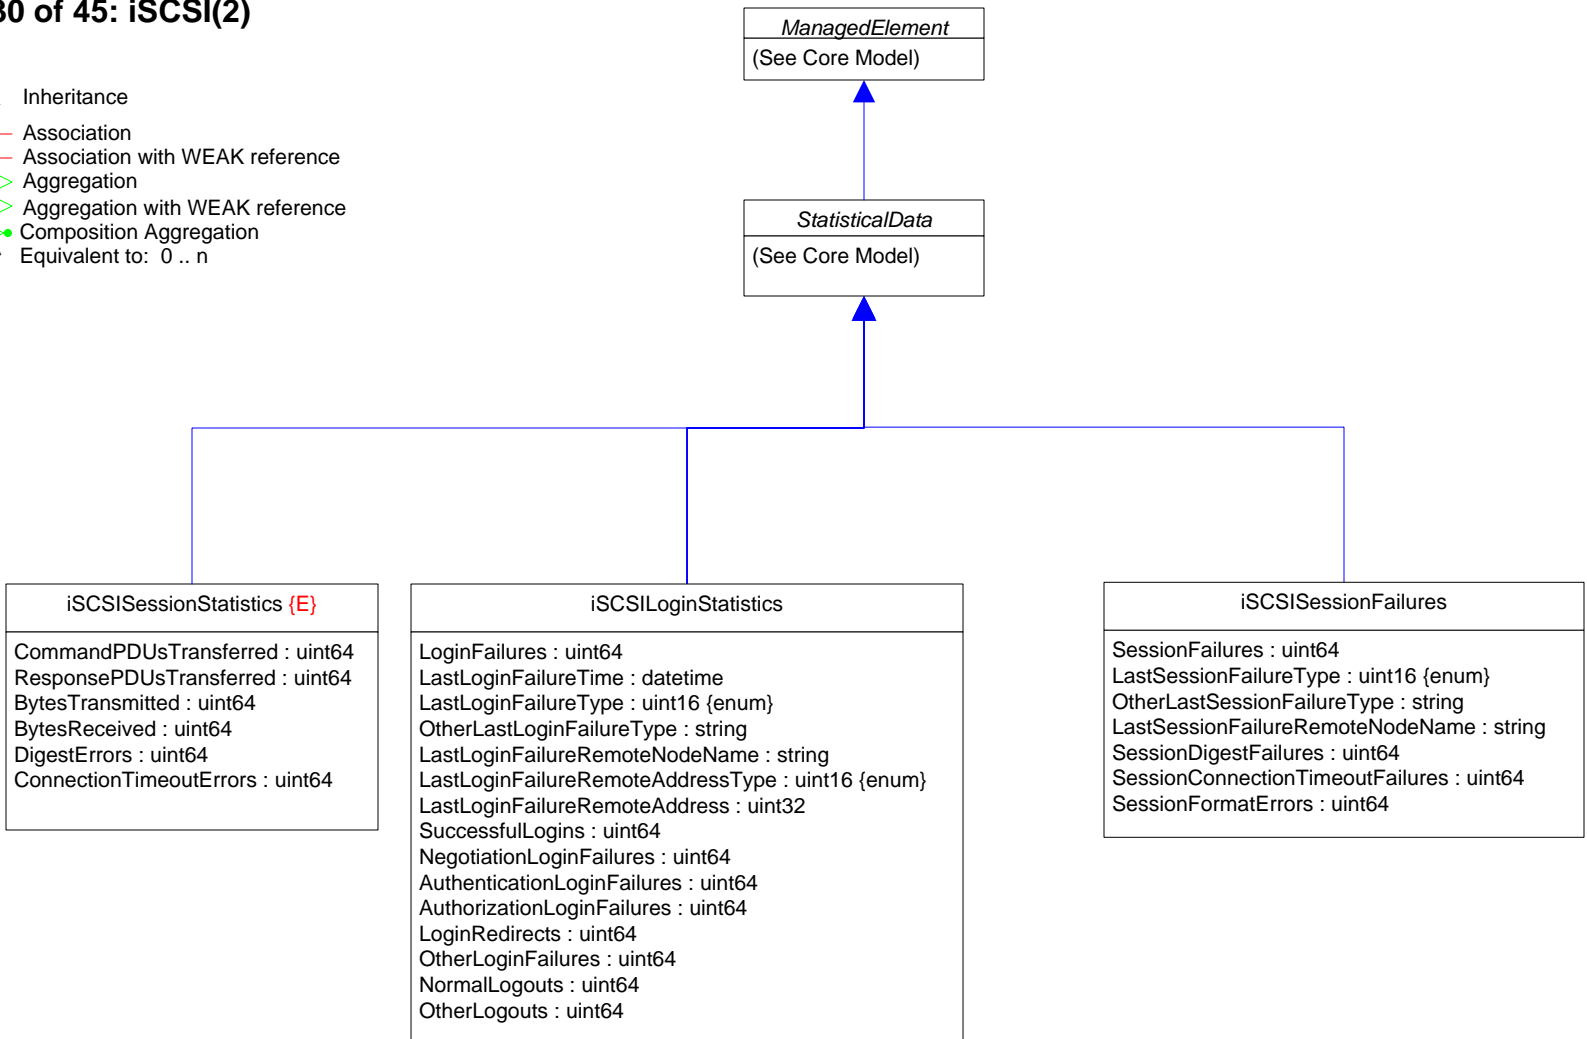 30 of 45: iSCSI(2)
Inheritance
Association
Association with WEAK reference
Aggregation
Aggregation with WEAK reference
Composition Aggregation
Equivalent to: 0 .. n
ManagedElement
(See Core Model)
StatisticalData
(See Core Model)
iSCSISessionStatistics {E}
CommandPDUsTransferred : uint64
ResponsePDUsTransferred : uint64
BytesTransmitted : uint64
BytesReceived : uint64
DigestErrors : uint64
ConnectionTimeoutErrors : uint64
iSCSILoginStatistics
LoginFailures : uint64
LastLoginFailureTime : datetime
LastLoginFailureType : uint16 {enum}
OtherLastLoginFailureType : string
LastLoginFailureRemoteNodeName : string
LastLoginFailureRemoteAddressType : uint16 {enum}
LastLoginFailureRemoteAddress : uint32
SuccessfulLogins : uint64
NegotiationLoginFailures : uint64
AuthenticationLoginFailures : uint64
AuthorizationLoginFailures : uint64
LoginRedirects : uint64
OtherLoginFailures : uint64
NormalLogouts : uint64
OtherLogouts : uint64
iSCSISessionFailures
SessionFailures : uint64
LastSessionFailureType : uint16 {enum}
OtherLastSessionFailureType : string
LastSessionFailureRemoteNodeName : string
SessionDigestFailures : uint64
SessionConnectionTimeoutFailures : uint64
SessionFormatErrors : uint64